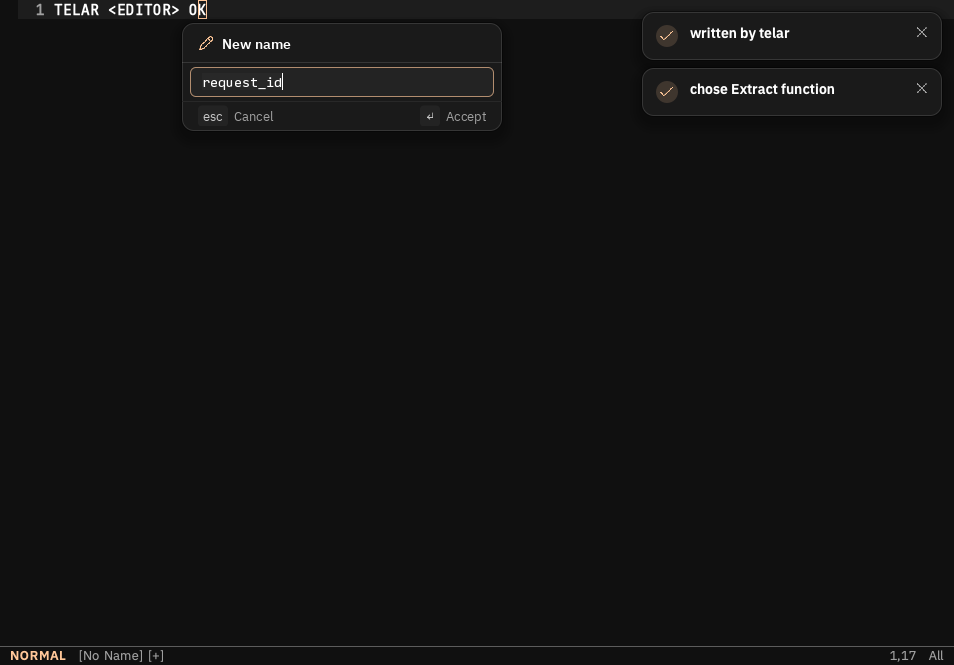 1 TELAR <EDITOR> OK
New name
request_id
esc Cancel ↵ Accept
written by telar
chose Extract function
NORMAL [No Name] [+] 1,17 All